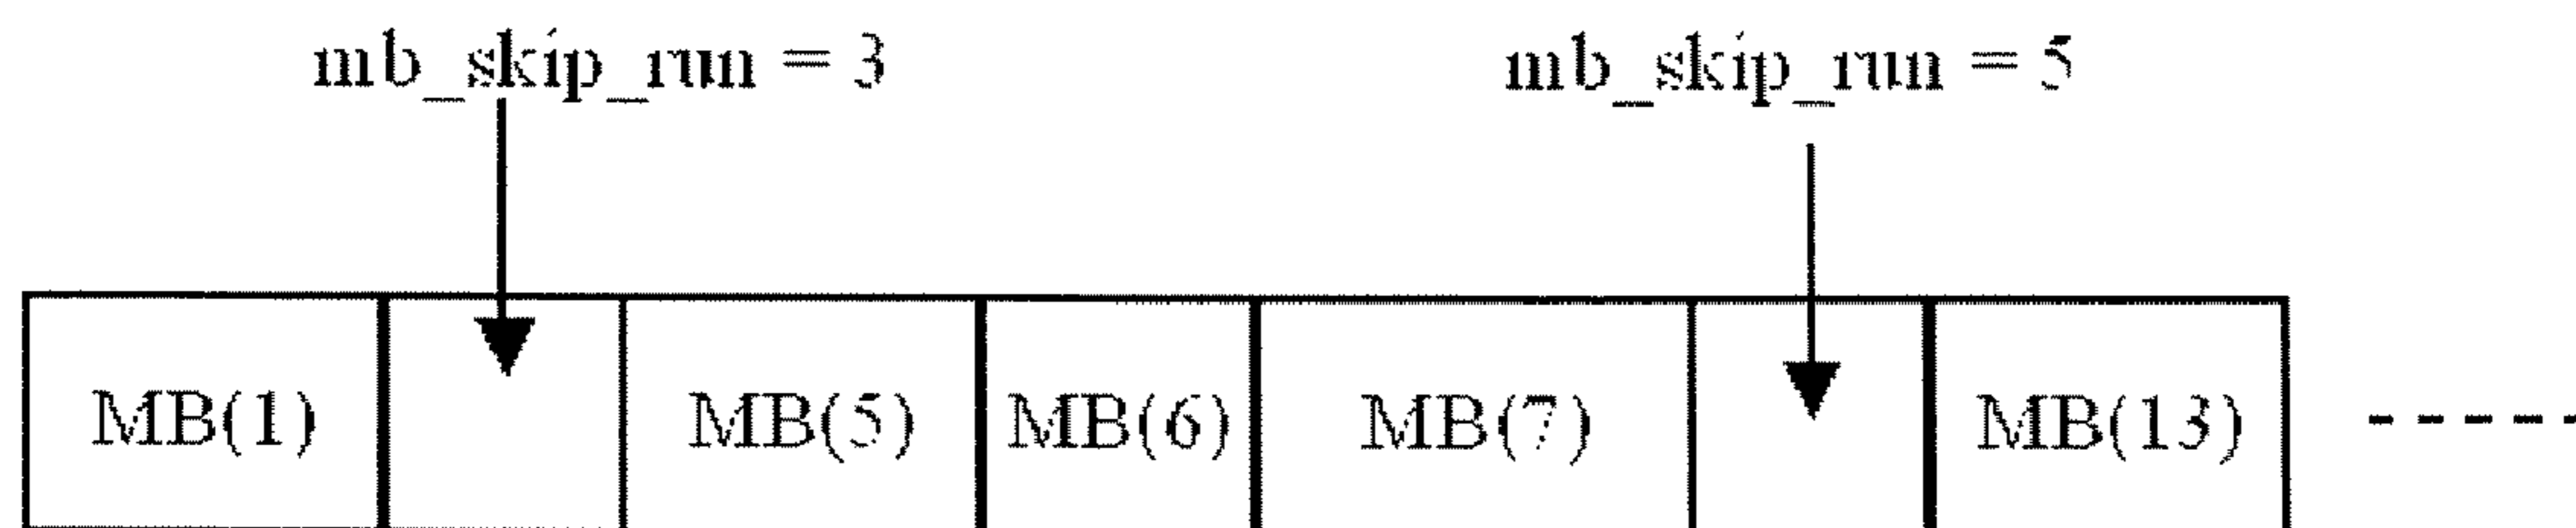 mb_skip_run = 3 mb_skip_run = 5
MB(1) MB(5) MB(6) MB(7) MB(13)